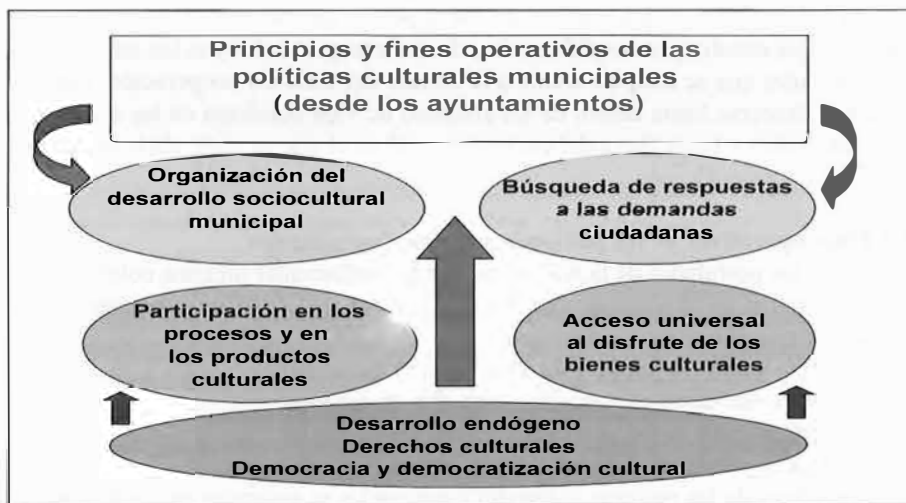 Principios y fines operativos de las
políticas culturales municipales
(desde los ayuntamientos)
Organización del
desarrollo sociocultural
municipal
Búsqueda de respuestas
a las demandas
ciudadanas
Participación en los
procesos y en
los productos
culturales
Acceso universal
al disfrute de los
bienes culturales
Desarrollo endógeno
Derechos culturales
Democracia y democratización cultural